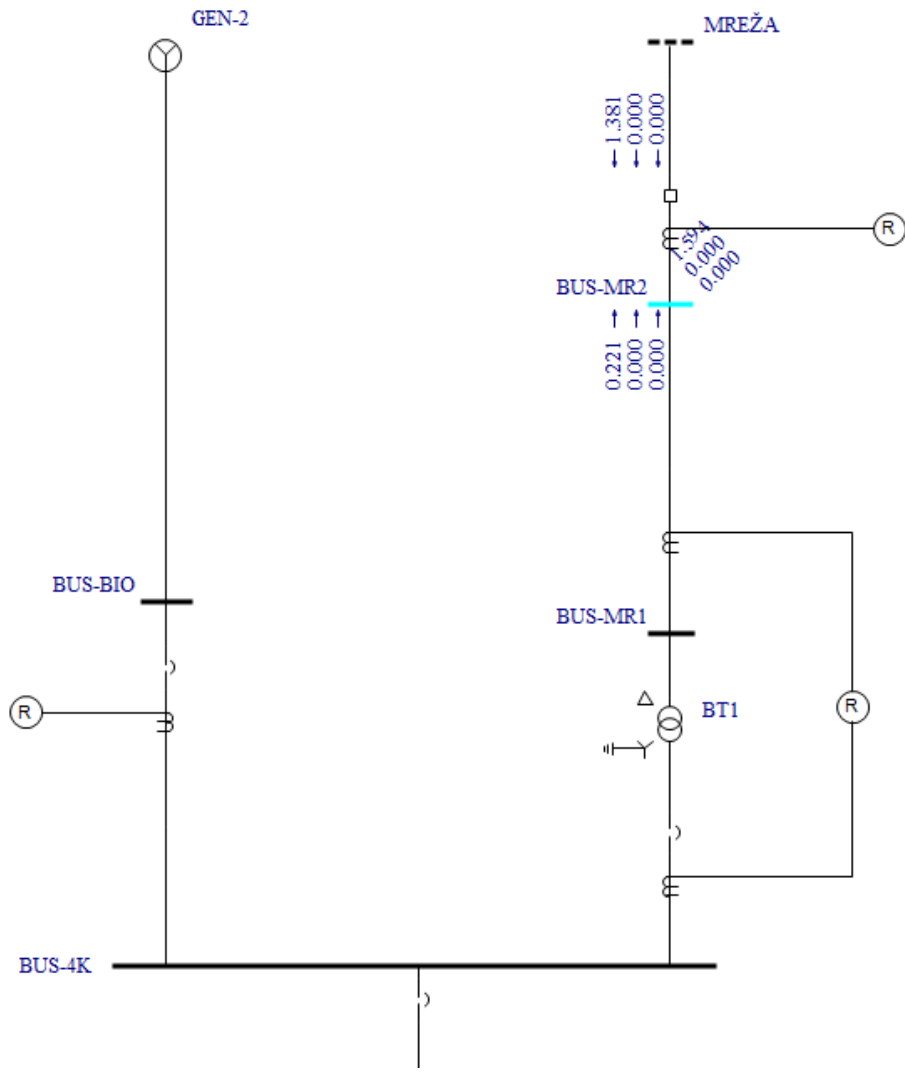 GEN-2
MREŽA
1.381
0.000
0.000
R
1.594
0.000
0.000
BUS-MR2
0.221
0.000
0.000
BUS-BIO
BUS-MR1
R
BT1
R
BUS-4K